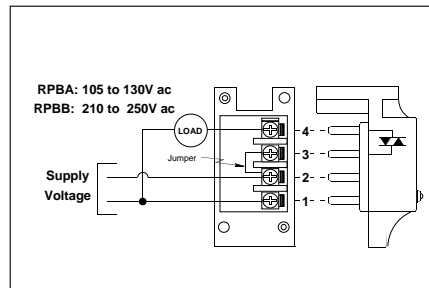 RPBA: 105 to 130V ac
RPBB: 210 to 250V ac
LOAD
Jumper
Supply
Voltage
4
3
2
1